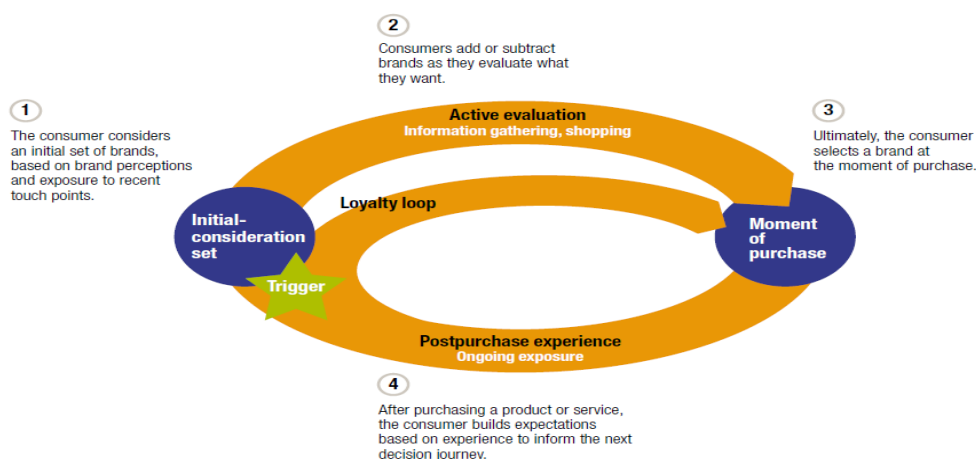 2
Consumers add or subtract
brands as they evaluate what
they want.
1
The consumer considers
an initial set of brands,
based on brand perceptions
and exposure to recent
touch points.
3
Ultimately, the consumer
selects a brand at
the moment of purchase.
Active evaluation
Information gathering, shopping
Loyalty loop
Initial-
consideration
set
Trigger
Moment
of
purchase
Postpurchase experience
Ongoing exposure
4
After purchasing a product or service,
the consumer builds expectations
based on experience to inform the next
decision journey.